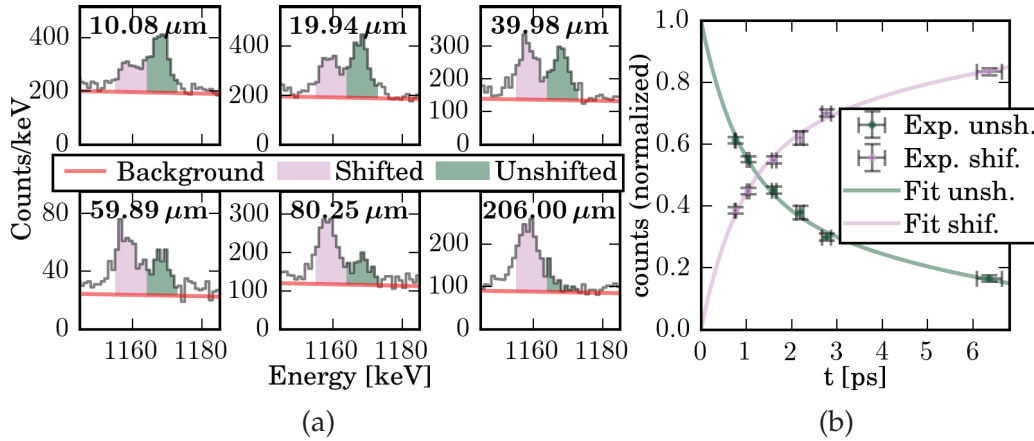 10.08 μm
19.94 μm
39.98 μm
400
200
0
400
200
0
300
200
100
0
Counts/keV
Background
Shifted
Unshifted
59.89 μm
80.25 μm
206.00 μm
80
40
0
300
200
100
0
200
100
0
1160 1180
1160 1180
1160 1180
Energy [keV]
(a)
counts (normalized)
1.0
0.8
0.6
0.4
0.2
0.0
Exp. unsh.
Exp. shif.
Fit unsh.
Fit shif.
0 1 2 3 4 5 6
t [ps]
(b)